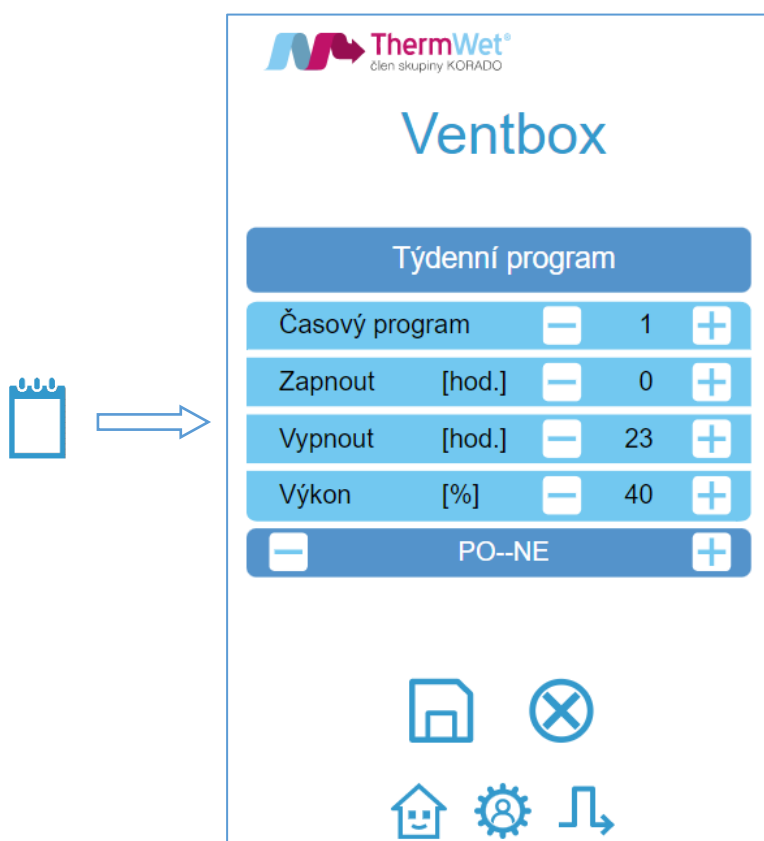 ThermWet®
člen skupiny KORADO
Ventbox
Týdenní program
Časový program 1
Zapnout [hod.] 0
Vypnout [hod.] 23
Výkon [%] 40
PO--NE